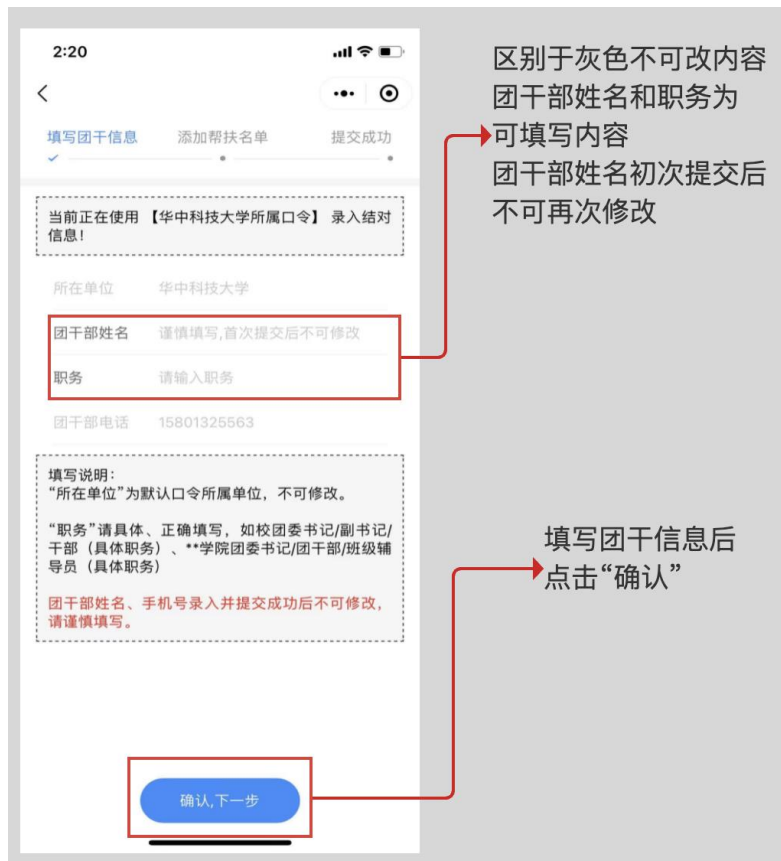 2:20
填写团干信息 添加帮扶名单 提交成功
当前正在使用 【华中科技大学所属口令】 录入结对
信息!
所在单位 华中科技大学
团干部姓名 谨慎填写,首次提交后不可修改
职务 请输入职务
团干部电话 15801325563
填写说明：
“所在单位”为默认口令所属单位，不可修改。
“职务”请具体、正确填写，如校团委书记/副书记/
干部（具体职务）、**学院团委书记/团干部/班级辅
导员（具体职务）
团干部姓名、手机号录入并提交成功后不可修改，
请谨慎填写。
确认,下一步
区别于灰色不可改内容
团干部姓名和职务为
可填写内容
团干部姓名初次提交后
不可再次修改
填写团干信息后
点击“确认”